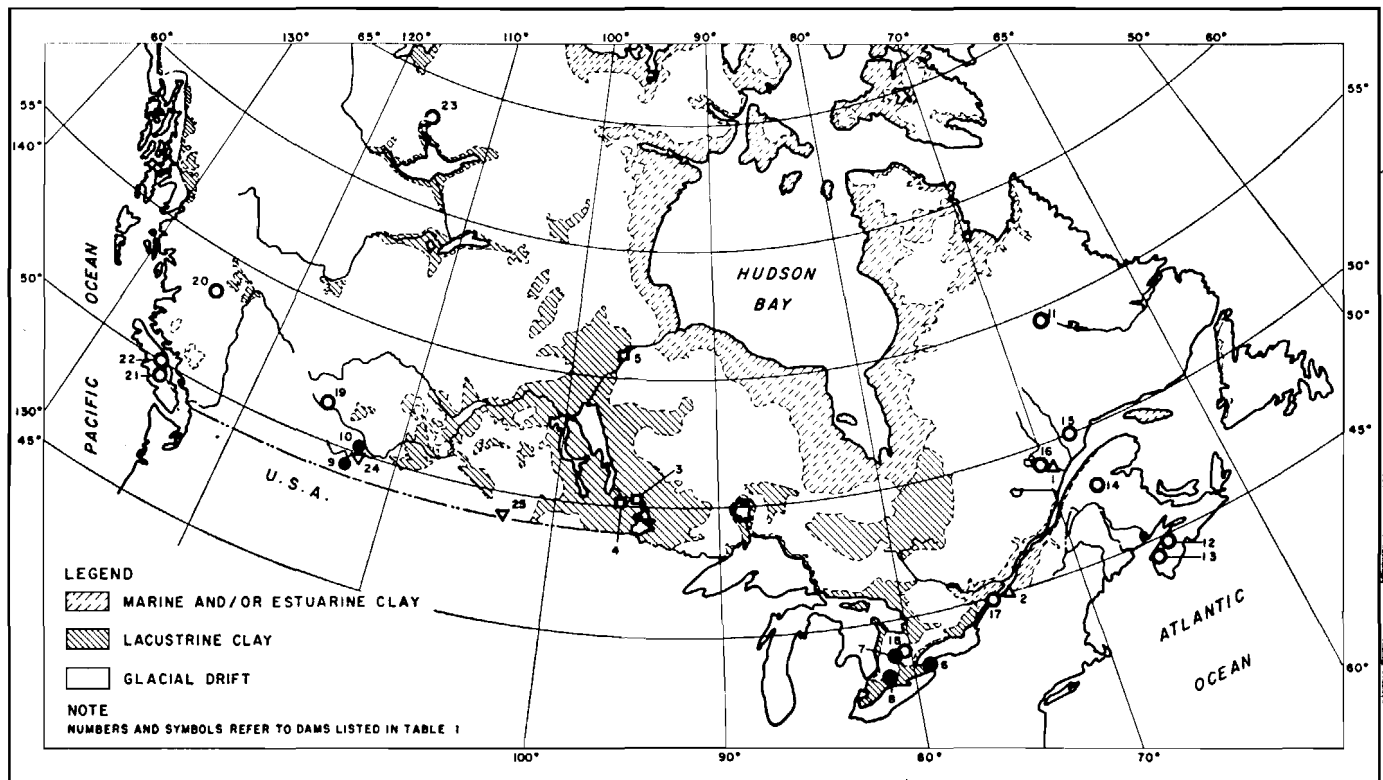 60° 130° 65° 120° 110° 100° 90° 80° 70° 65° 50° 60°
55° 55°
23
140°
HUDSON BAY
50° 50°
20
11
50°
PACIFIC OCEAN
22
21
5
19
15
45°
130°
45°
10
16
1
9
24
14
U.S.A.
3
25
12
4
13
LEGEND
MARINE AND/OR ESTUARINE CLAY
2
17
ATLANTIC OCEAN
LACUSTRINE CLAY
18
7
6
60°
GLACIAL DRIFT
8
NOTE
NUMBERS AND SYMBOLS REFER TO DAMS LISTED IN TABLE 1
100° 90° 80° 70°